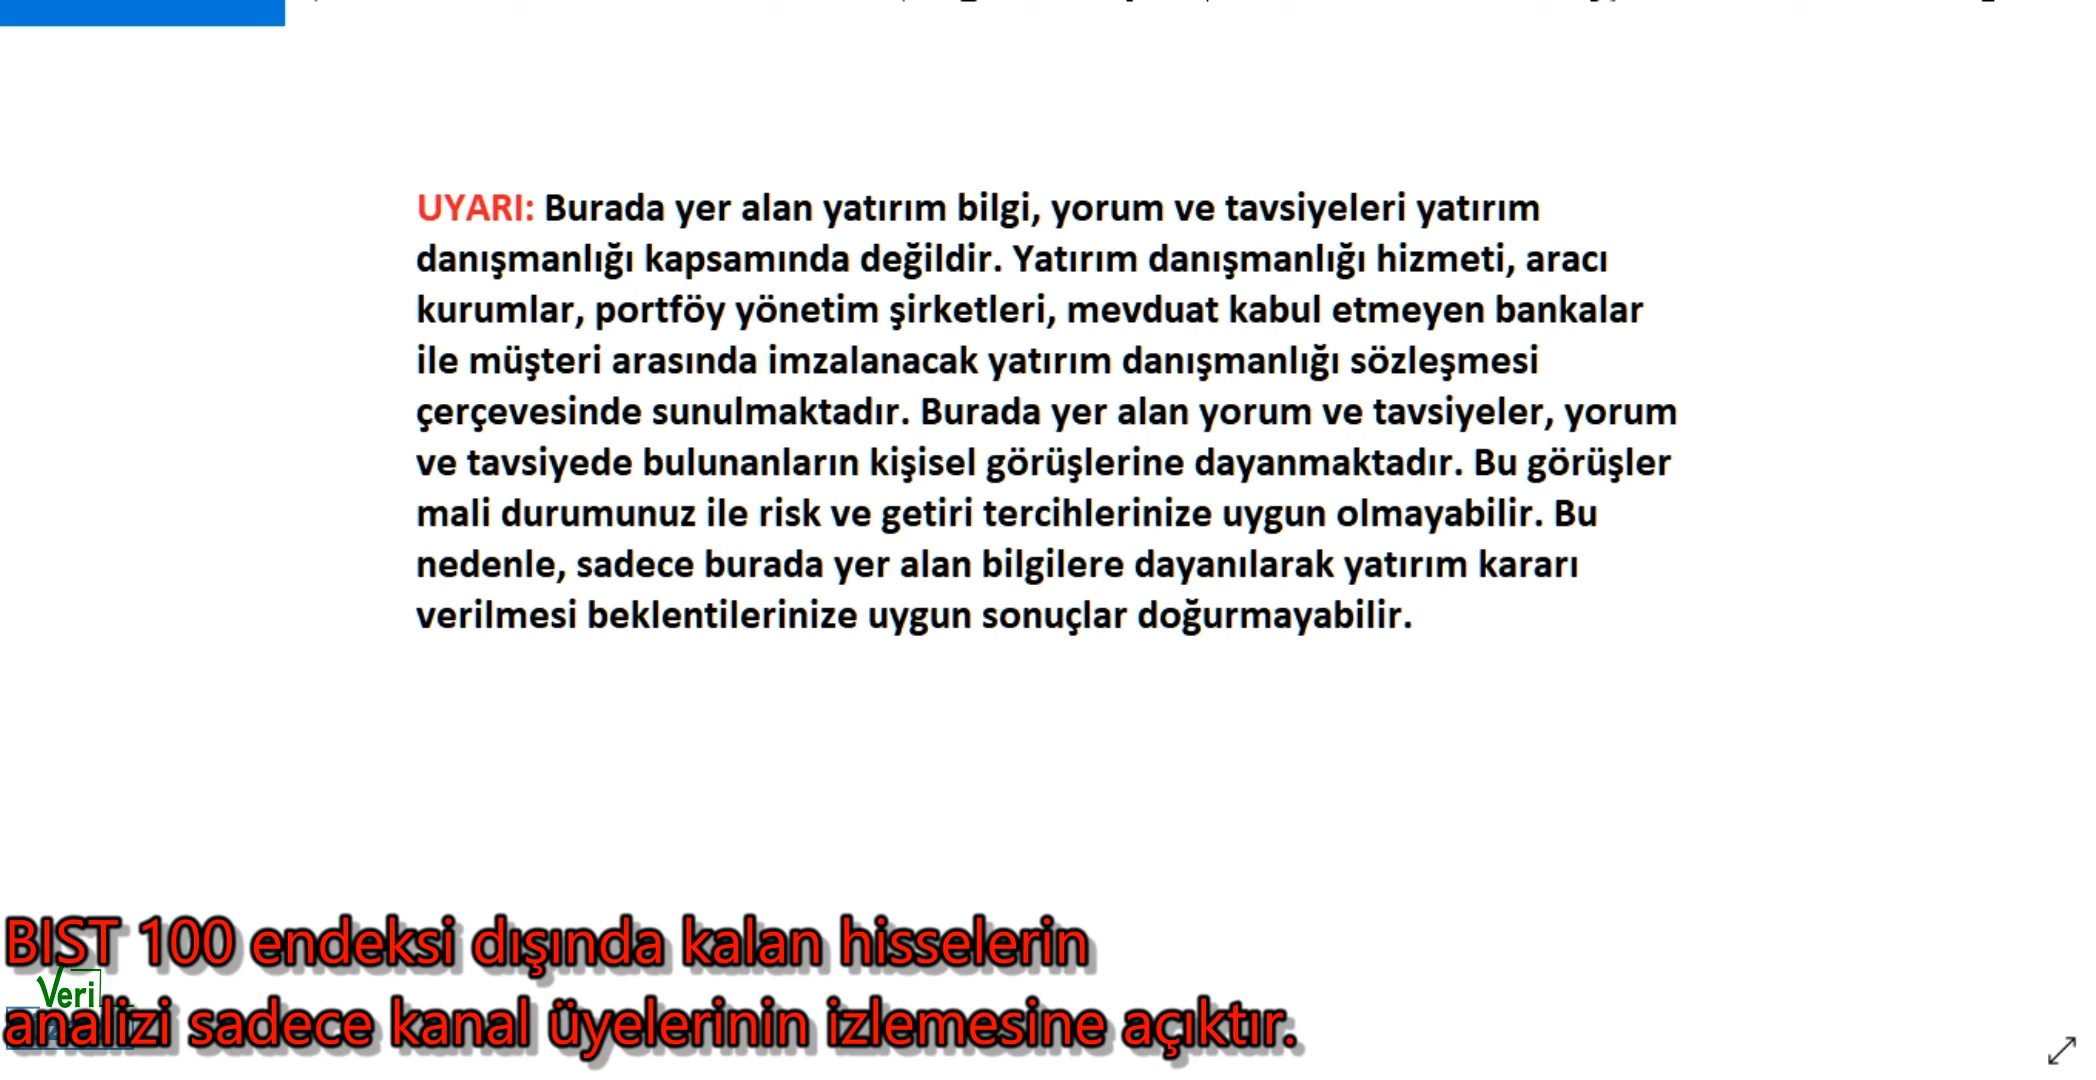 UYARI: Burada yer alan yatırım bilgi, yorum ve tavsiyeleri yatırım
danışmanlığı kapsamında değildir. Yatırım danışmanlığı hizmeti, aracı
kurumlar, portföy yönetim şirketleri, mevduat kabul etmeyen bankalar
ile müşteri arasında imzalanacak yatırım danışmanlığı sözleşmesi
çerçevesinde sunulmaktadır. Burada yer alan yorum ve tavsiyeler, yorum
ve tavsiyede bulunanların kişisel görüşlerine dayanmaktadır. Bu görüşler
mali durumunuz ile risk ve getiri tercihlerinize uygun olmayabilir. Bu
nedenle, sadece burada yer alan bilgilere dayanılarak yatırım kararı
verilmesi beklentilerinize uygun sonuçlar doğurmayabilir.
BIST 100 endeksi dışında kalan hisselerin
Veri
analizi sadece kanal üyelerinin izlemesine açıktır.